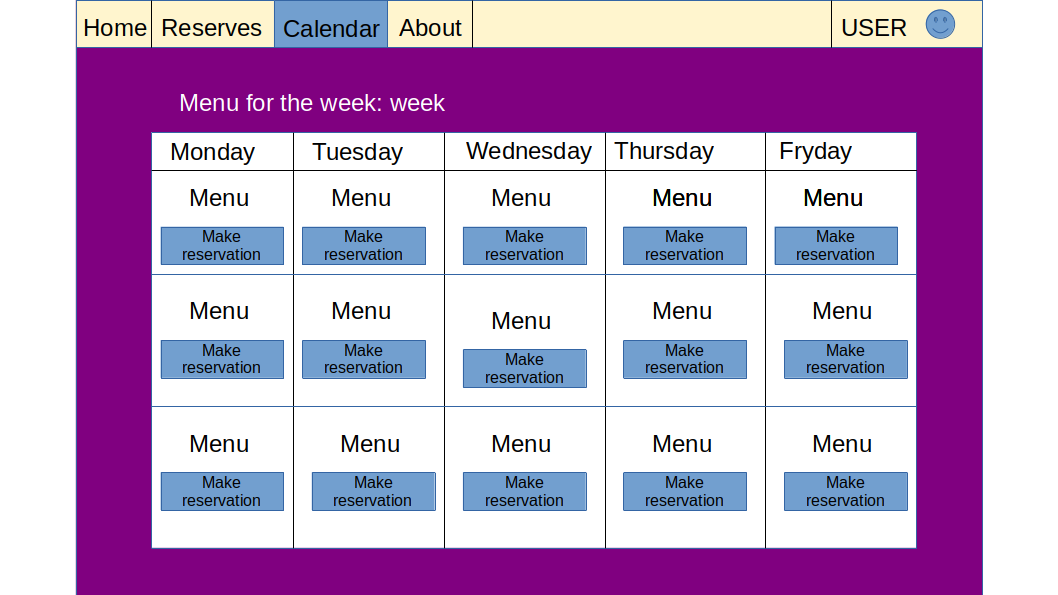 Home Reserves Calendar About USER
Menu for the week: week
Monday Tuesday Wednesday Thursday Fryday
Menu Menu Menu Menu Menu
Make Make Make Make Make
reservation reservation reservation reservation reservation
Menu Menu Menu Menu Menu
Make Make Make Make Make
reservation reservation reservation reservation reservation
Menu Menu Menu Menu Menu
Make Make Make Make Make
reservation reservation reservation reservation reservation